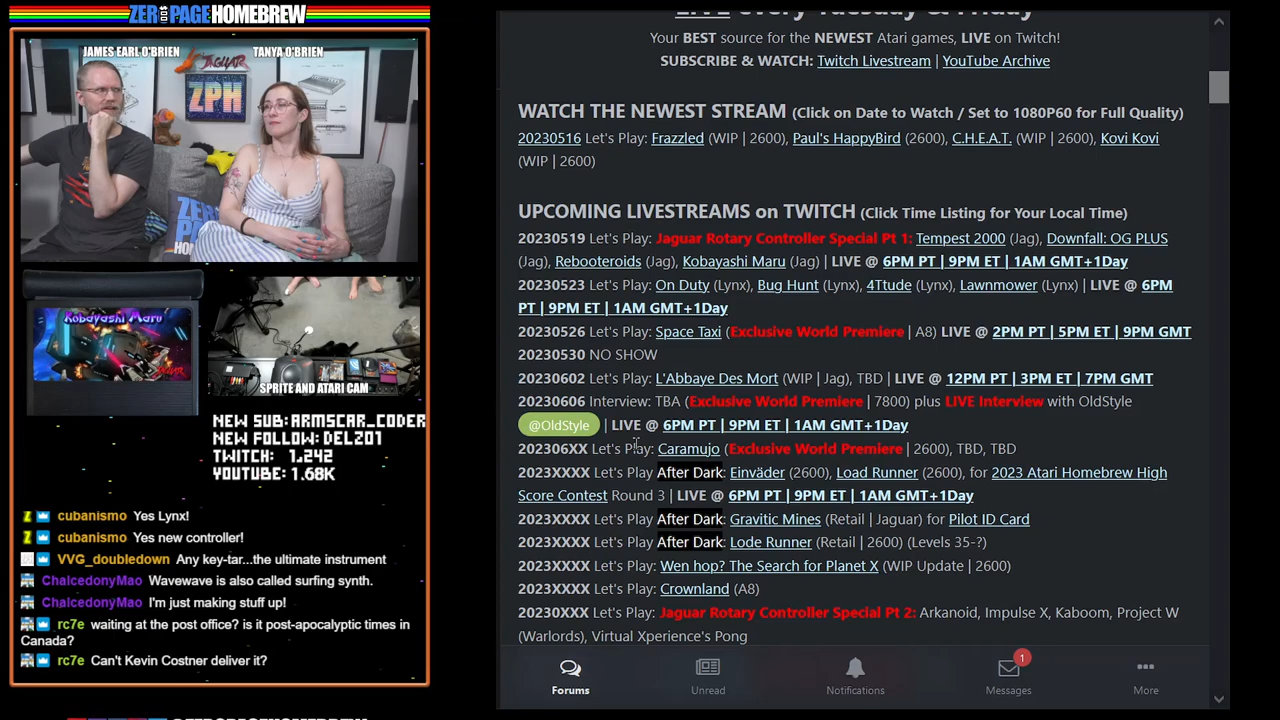 ZER PAGE HOMEBREW
JAMES EARL O'BRIEN
TANYA O'BRIEN
JAGUAR
ZPH
Kobayashi Maru
JAGUAR
SPRITE AND ATARI CAM
NEW SUB: ARMSCAR_CODER
NEW FOLLOW: DELZ01
TWITCH: 1,242
YOUTUBE: 1.68K
cubanismo Yes Lynx!
cubanismo Yes new controller!
VVG_doubledown Any key-tar...the ultimate instrument
ChalcedonyMao Wavewave is also called surfing synth.
ChalcedonyMao I'm just making stuff up!
rc7e waiting at the post office? is it post-apocalyptic times in
Canada?
rc7e Can't Kevin Costner deliver it?
LIVE every Tuesday & Friday
Your BEST source for the NEWEST Atari games, LIVE on Twitch!
SUBSCRIBE & WATCH: Twitch Livestream | YouTube Archive
WATCH THE NEWEST STREAM (Click on Date to Watch / Set to 1080P60 for Full Quality)
20230516 Let's Play: Frazzled (WIP | 2600), Paul's HappyBird (2600), C.H.E.A.T. (WIP | 2600), Kovi Kovi
(WIP | 2600)
UPCOMING LIVESTREAMS on TWITCH (Click Time Listing for Your Local Time)
20230519 Let's Play: Jaguar Rotary Controller Special Pt 1: Tempest 2000 (Jag), Downfall: OG PLUS
(Jag), Rebooteroids (Jag), Kobayashi Maru (Jag) | LIVE @ 6PM PT | 9PM ET | 1AM GMT+1Day
20230523 Let's Play: On Duty (Lynx), Bug Hunt (Lynx), 4Ttude (Lynx), Lawnmower (Lynx) | LIVE @ 6PM
PT | 9PM ET | 1AM GMT+1Day
20230526 Let's Play: Space Taxi (Exclusive World Premiere | A8) LIVE @ 2PM PT | 5PM ET | 9PM GMT
20230530 NO SHOW
20230602 Let's Play: L'Abbaye Des Mort (WIP | Jag), TBD | LIVE @ 12PM PT | 3PM ET | 7PM GMT
20230606 Interview: TBA (Exclusive World Premiere | 7800) plus LIVE Interview with OldStyle
@OldStyle | LIVE @ 6PM PT | 9PM ET | 1AM GMT+1Day
202306XX Let's Play: Caramujo (Exclusive World Premiere | 2600), TBD, TBD
2023XXXX Let's Play After Dark: Einväder (2600), Load Runner (2600), for 2023 Atari Homebrew High
Score Contest Round 3 | LIVE @ 6PM PT | 9PM ET | 1AM GMT+1Day
2023XXXX Let's Play After Dark: Gravitic Mines (Retail | Jaguar) for Pilot ID Card
2023XXXX Let's Play After Dark: Lode Runner (Retail | 2600) (Levels 35-?)
2023XXXX Let's Play: Wen hop? The Search for Planet X (WIP Update | 2600)
2023XXXX Let's Play: Crownland (A8)
20230XXX Let's Play: Jaguar Rotary Controller Special Pt 2: Arkanoid, Impulse X, Kaboom, Project W
(Warlords), Virtual Xperience's Pong
1
Forums
Unread
Notifications
Messages
More